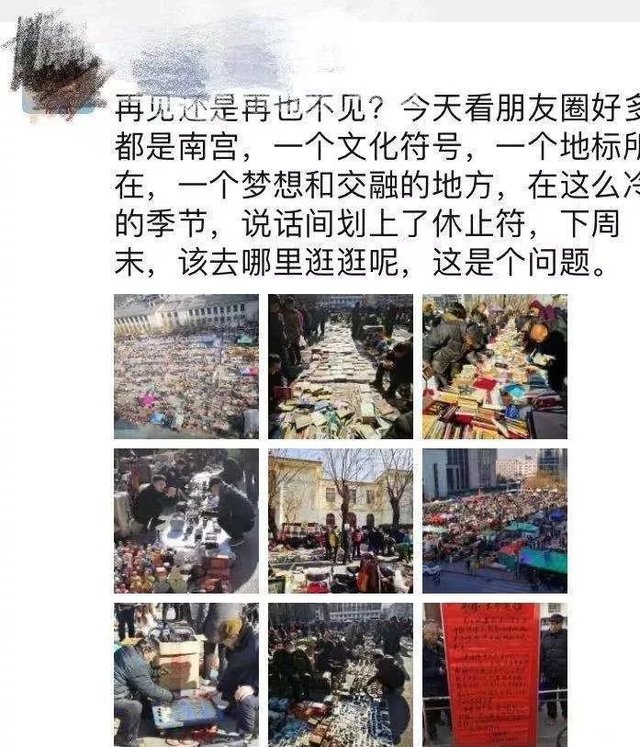 再见还是再也不见？今天看朋友圈好多
都是南宫，一个文化符号，一个地标所
在，一个梦想和交融的地方，在这么冷
的季节，说话间划上了休止符，下周
末，该去哪里逛逛呢，这是个问题。